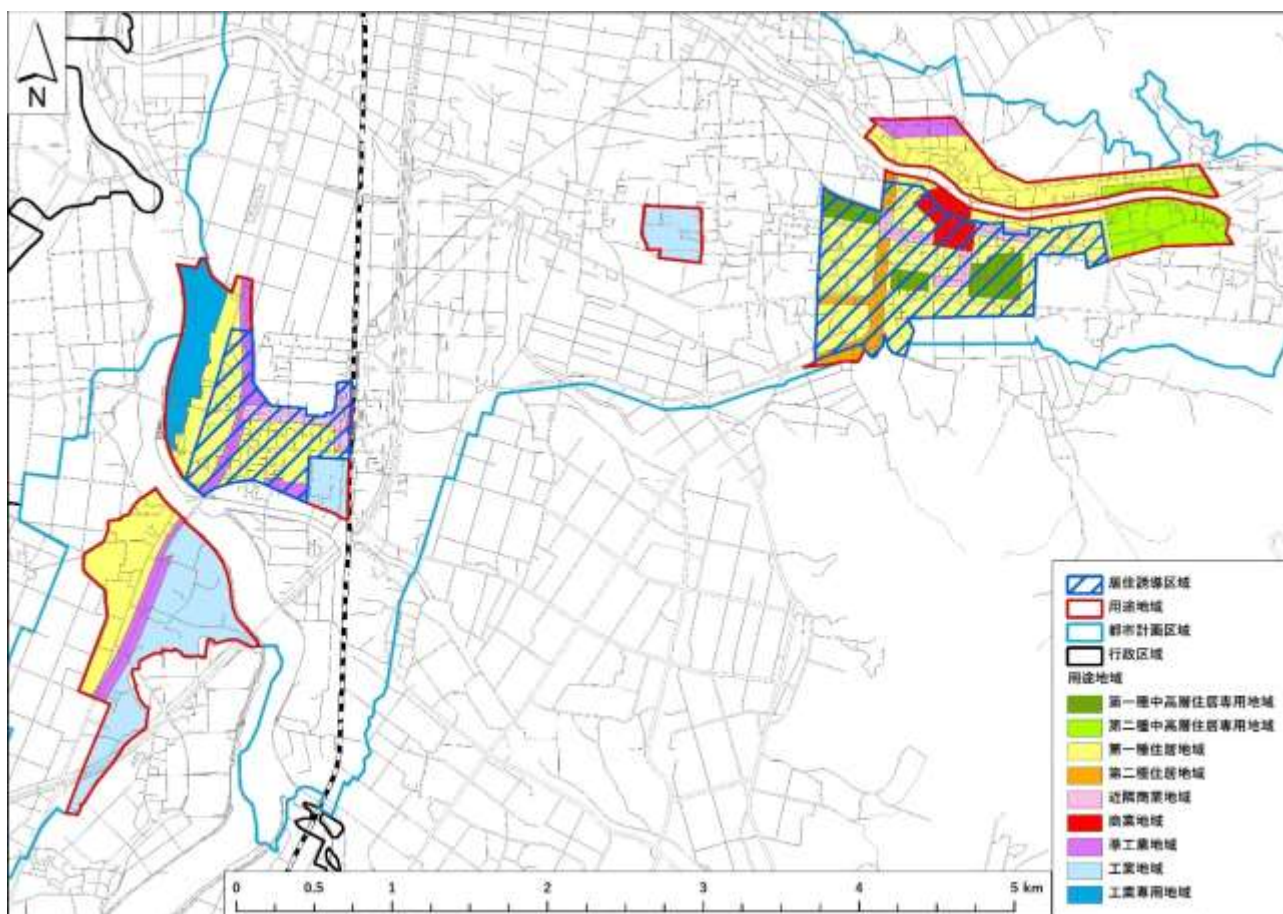 N
居住誘導区域
用途地域
都市計画区域
行政区域
用途地域
第一種中高層住居専用地域
第二種中高層住居専用地域
第一種住居地域
第二種住居地域
近隣商業地域
商業地域
準工業地域
工業地域
工業専用地域
0 0.5 1 2 3 4 5 km